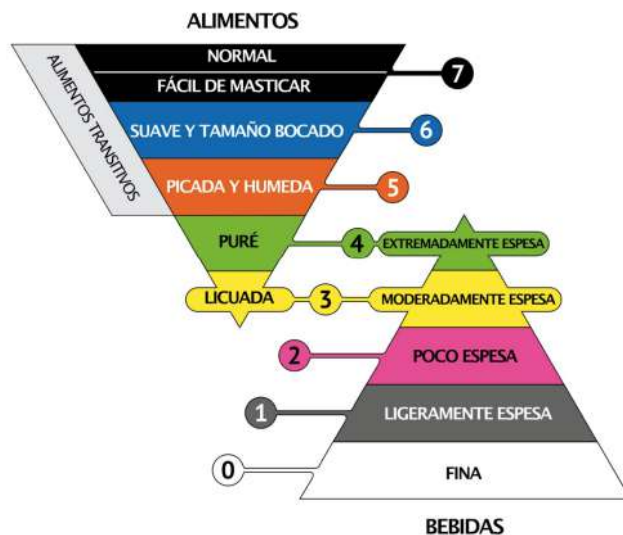 ALIMENTOS
NORMAL
7
FÁCIL DE MASTICAR
ALIMENTOS TRANSITIVOS
SUAVE Y TAMAÑO BOCADO
6
PICADA Y HUMEDA
5
PURÉ
4
EXTREMADAMENTE ESPESA
LICUADA
3
MODERADAMENTE ESPESA
2
POCO ESPESA
1
LIGERAMENTE ESPESA
0
FINA
BEBIDAS